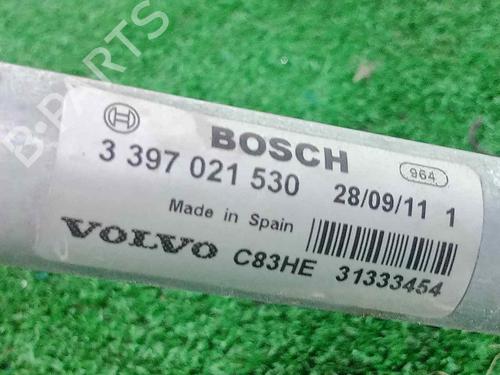 B-PARTS
BOSCH
3 397 021 530
964
28/09/11 1
Made in Spain
VOLVO
C83HE 31333454